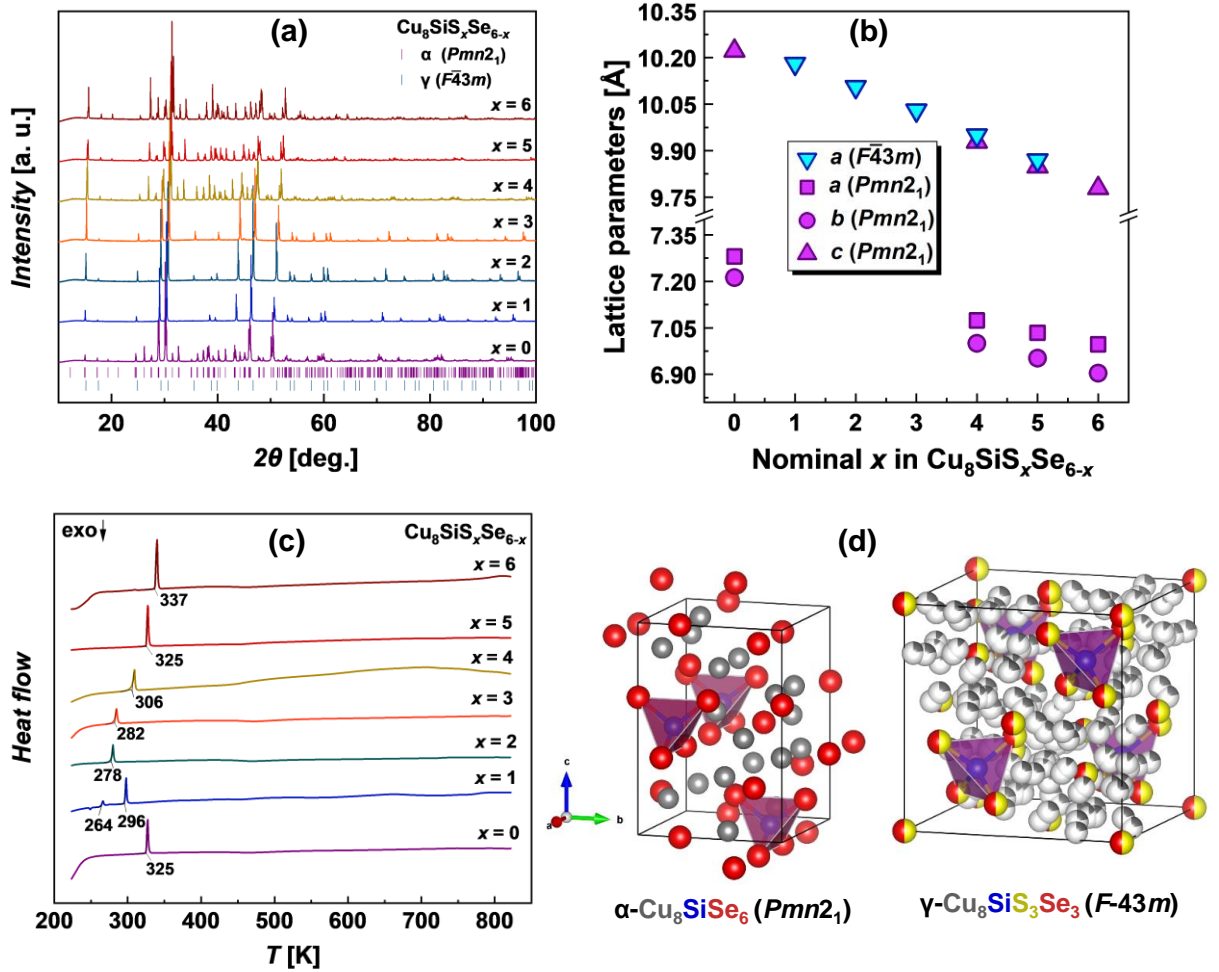 (a)
Cu₈SiSₓSe₆₋ₓ
α (Pmn2₁)
γ (F4̅3m)
x = 6
x = 5
x = 4
x = 3
x = 2
x = 1
x = 0
Intensity [a. u.]
20 40 60 80 100
2θ [deg.]
(b)
10.35
10.20
10.05
9.90
9.75
7.35
7.20
7.05
6.90
Lattice parameters [Å]
a (F4̅3m)
a (Pmn2₁)
b (Pmn2₁)
c (Pmn2₁)
0 1 2 3 4 5 6
Nominal x in Cu₈SiSₓSe₆₋ₓ
exo↓
(c)
Cu₈SiSₓSe₆₋ₓ
x = 6
337
x = 5
325
x = 4
306
x = 3
282
x = 2
278
x = 1
264 296
x = 0
325
Heat flow
200 300 400 500 600 700 800
T [K]
(d)
c
a
b
α-Cu₈SiSe₆ (Pmn2₁)
γ-Cu₈SiS₃Se₃ (F-43m)